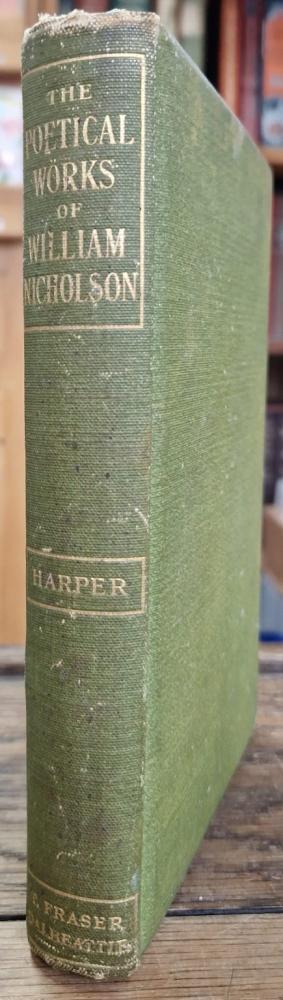 THE
POETICAL
WORKS
OF
WILLIAM
NICHOLSON
HARPER
T. FRASER
DALBEATTIE